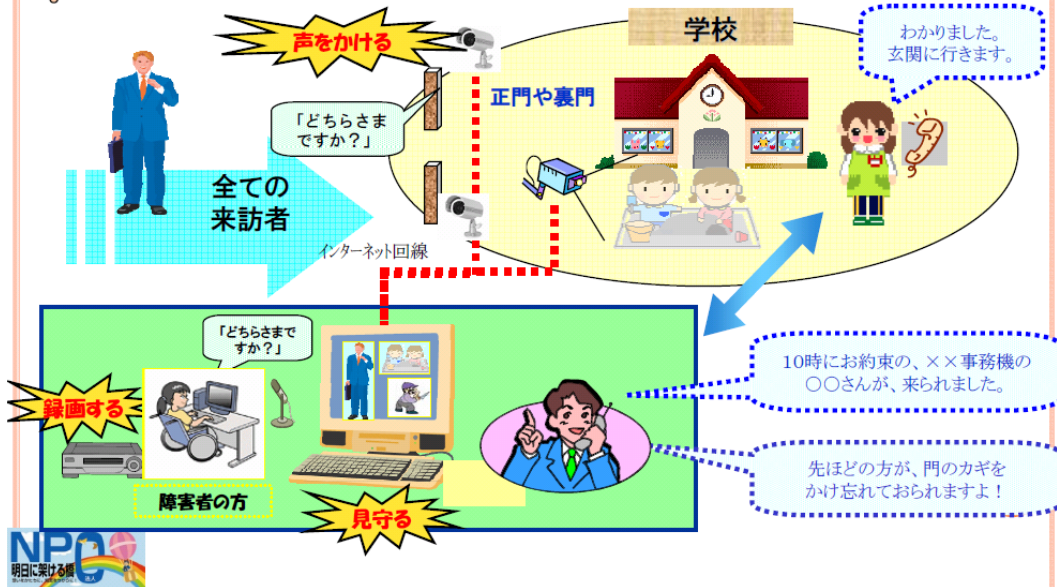 声をかける
学校
わかりました。
玄関に行きます。
正門や裏門
「どちらさま
ですか？」
全ての
来訪者
インターネット回線
「どちらさまで
すか？」
10時にお約束の、××事務機の
〇〇さんが、来られました。
録画する
先ほどの方が、門のカギを
かけ忘れておられますよ！
障害者の方
見守る
NPO
法人
明日に架ける橋